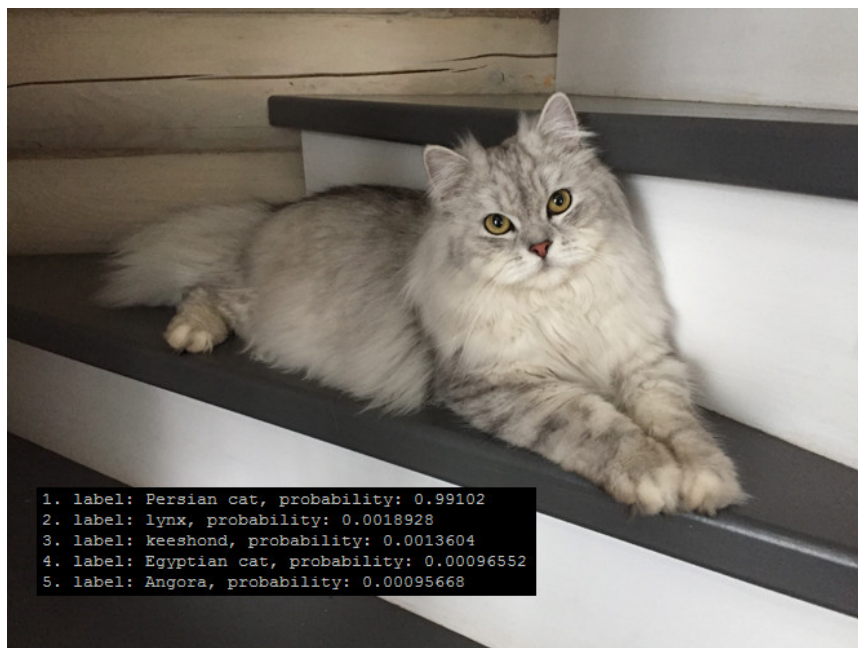 1. label: Persian cat, probability: 0.99102
2. label: lynx, probability: 0.0018928
3. label: keeshond, probability: 0.0013604
4. label: Egyptian cat, probability: 0.00096552
5. label: Angora, probability: 0.00095668